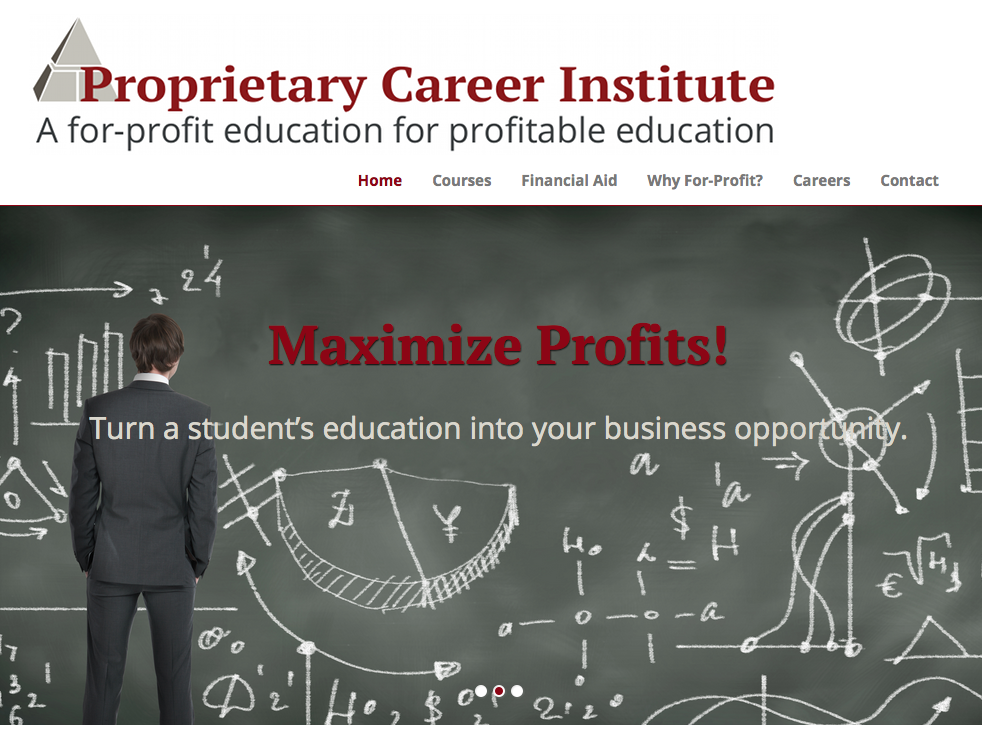 Proprietary Career Institute
A for-profit education for profitable education
Home Courses Financial Aid Why For-Profit? Careers Contact
Maximize Profits!
Turn a student’s education into your business opportunity.